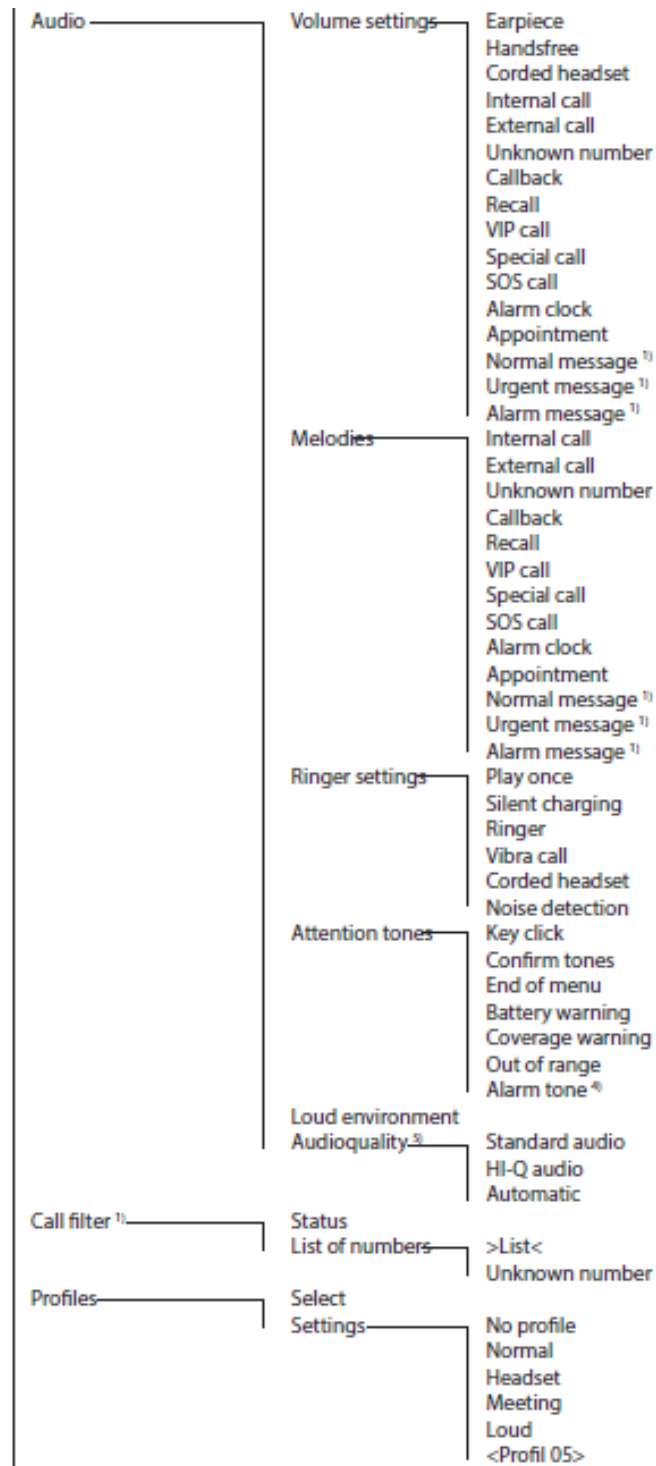 Audio Volume settings Earpiece
Handsfree
Corded headset
Internal call
External call
Unknown number
Callback
Recall
VIP call
Special call
SOS call
Alarm clock
Appointment
Normal message 1)
Urgent message 1)
Alarm message 1)
Melodies Internal call
External call
Unknown number
Callback
Recall
VIP call
Special call
SOS call
Alarm clock
Appointment
Normal message 1)
Urgent message 1)
Alarm message 1)
Ringer settings Play once
Silent charging
Ringer
Vibra call
Corded headset
Noise detection
Attention tones Key click
Confirm tones
End of menu
Battery warning
Coverage warning
Out of range
Alarm tone 4)
Loud environment
Audioquality 5) Standard audio
HI-Q audio
Automatic
Call filter 1) Status
List of numbers >List<
Unknown number
Profiles Select
Settings No profile
Normal
Headset
Meeting
Loud
<Profil 05>